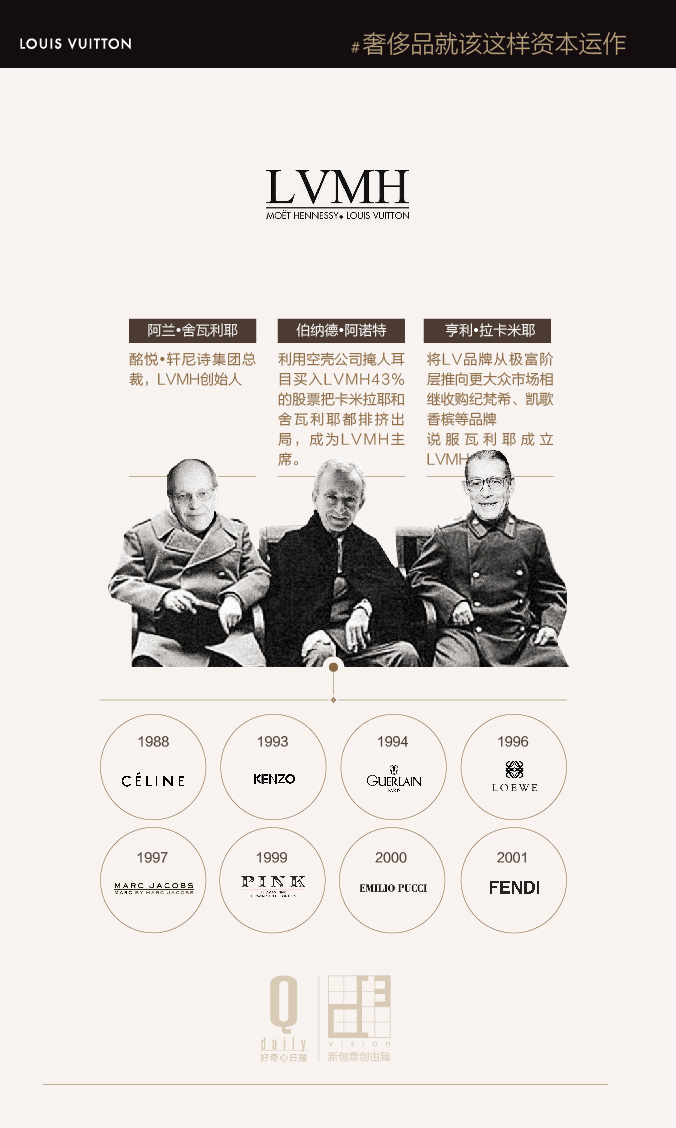 LOUIS VUITTON
#奢侈品就该这样资本运作
LVMH
MOËT HENNESSY• LOUIS VUITTON
阿兰•舍瓦利耶
酩悦•轩尼诗集团总
裁，LVMH创始人
伯纳德•阿诺特
利用空壳公司掩人耳
目买入LVMH43%
的股票把卡米拉耶和
舍瓦利耶都排挤出
局，成为LVMH主
席。
亨利•拉卡米耶
将LV品牌从极富阶
层推向更大众市场相
继收购纪梵希、凯歌
香槟等品牌
说服瓦利耶成立
LVMH
1988
CÉLINE
1993
KENZO
1994
GUERLAIN
PARIS
1996
LOEWE
1997
MARC JACOBS
MARC BY MARC JACOBS
1999
PINK
2000
EMILIO PUCCI
2001
FENDI
Q
daily
好奇心日报
vision
新创意创由我